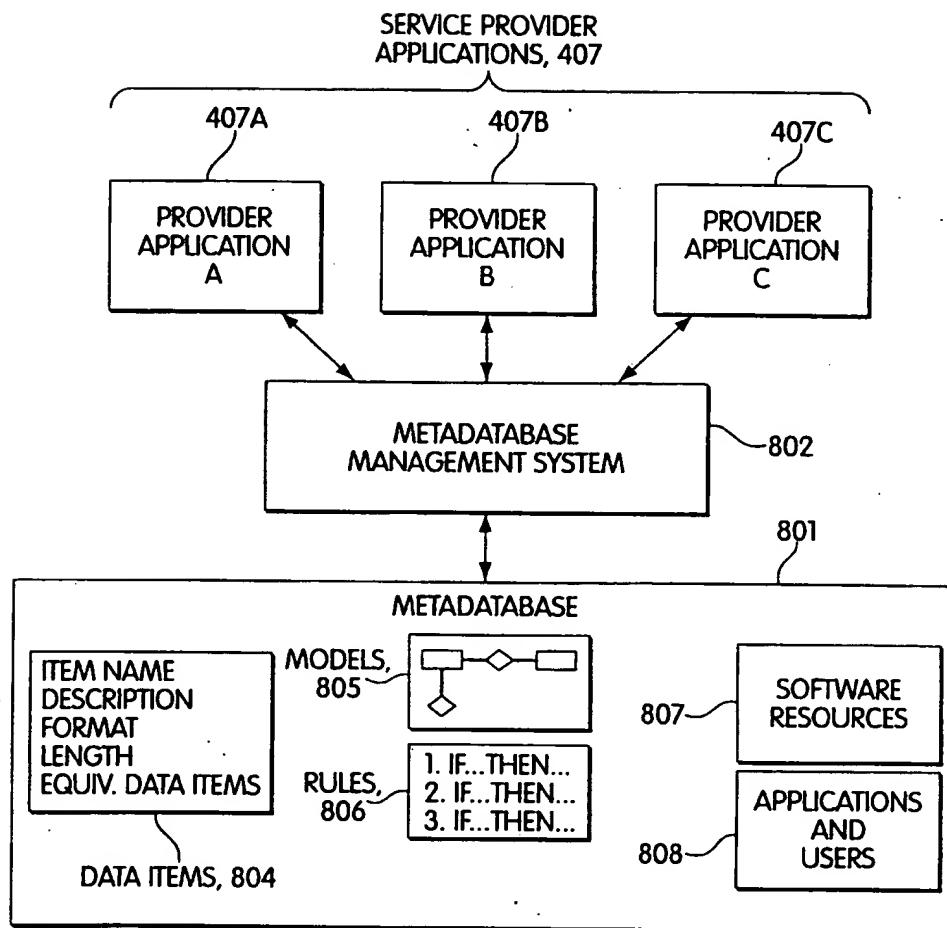 SERVICE PROVIDER
APPLICATIONS, 407
407A
407B
407C
PROVIDER
APPLICATION
A
PROVIDER
APPLICATION
B
PROVIDER
APPLICATION
C
METADATABASE
MANAGEMENT SYSTEM
802
801
METADATABASE
ITEM NAME
DESCRIPTION
FORMAT
LENGTH
EQUIV. DATA ITEMS
DATA ITEMS, 804
MODELS,
805
RULES,
806
1. IF...THEN...
2. IF...THEN...
3. IF...THEN...
807
SOFTWARE
RESOURCES
808
APPLICATIONS
AND
USERS